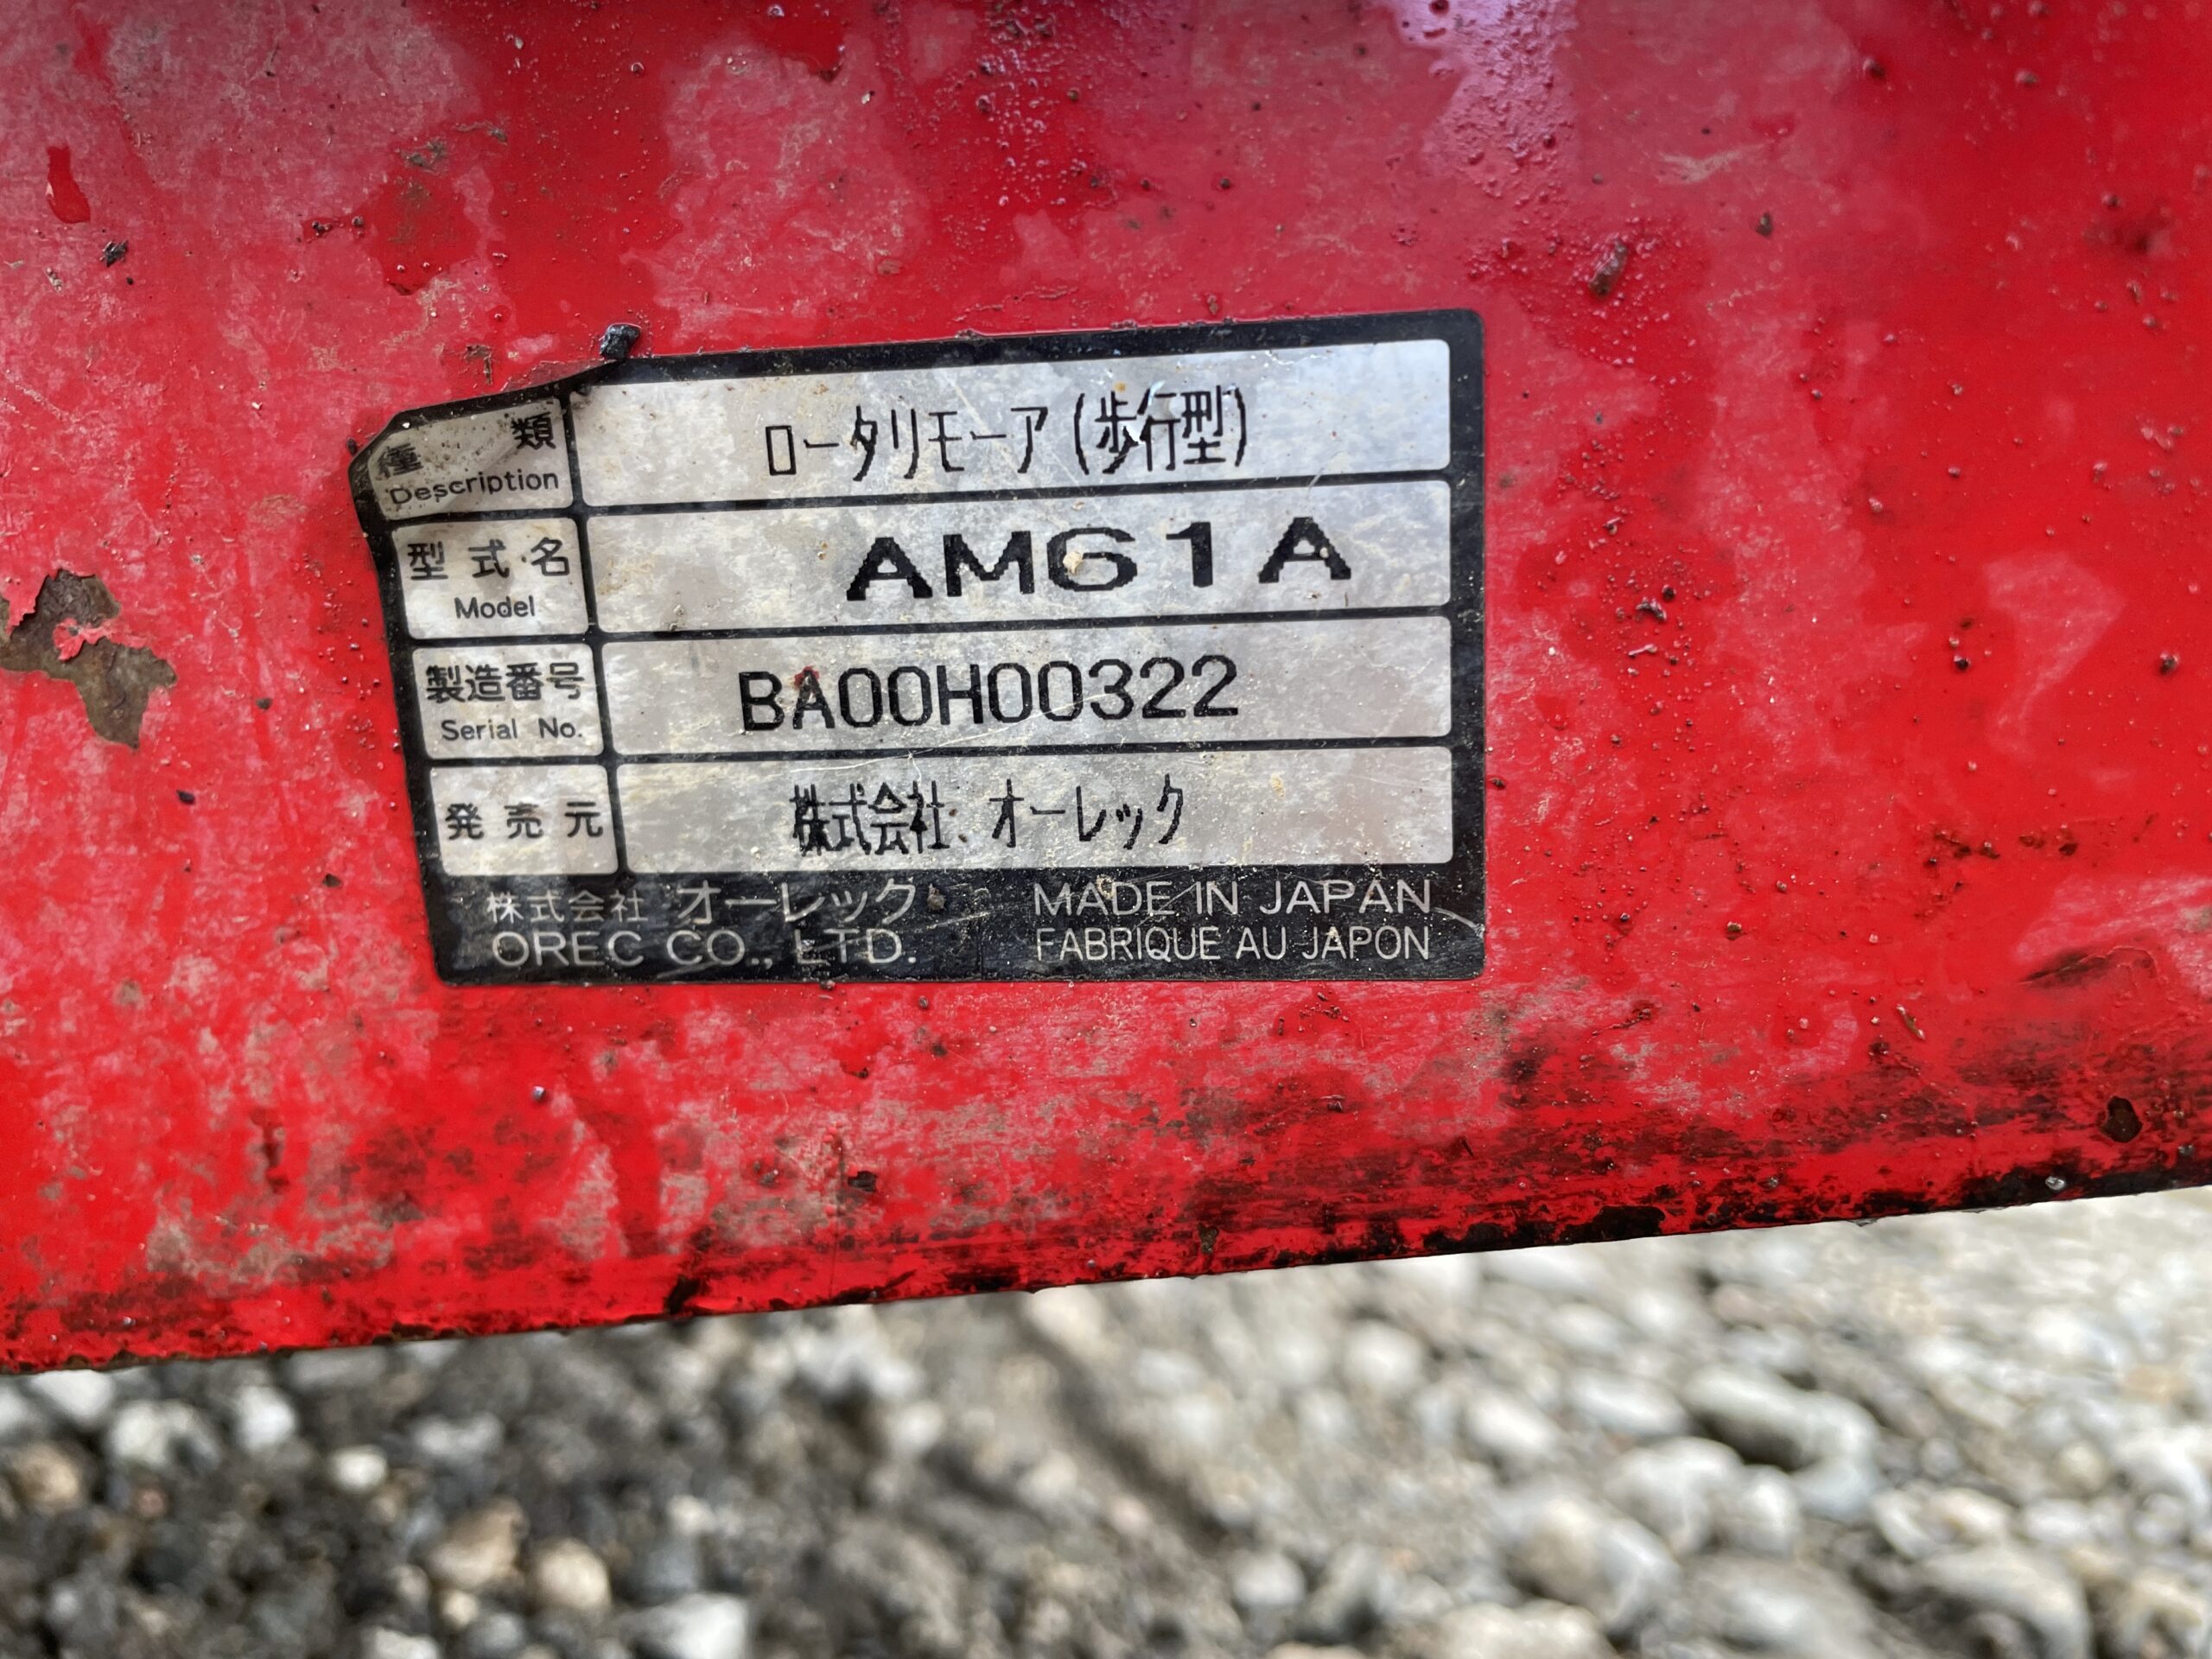 種 類 ロータリモーア(歩行型)
Description
型 式 名 AM61A
Model
製造番号 BA00H00322
Serial No.
発 売 元 株式会社 オーレック
株式会社 オーレック MADE IN JAPAN
OREC CO., LTD. FABRIQUE AU JAPON